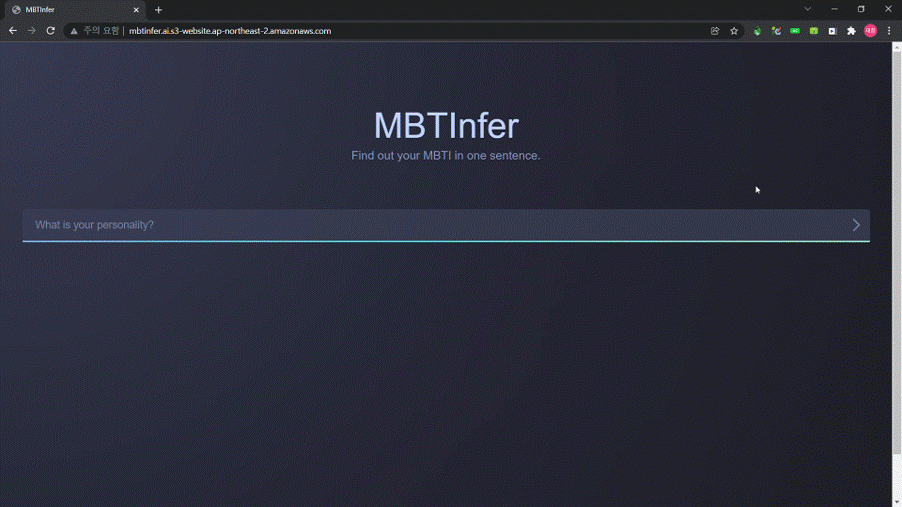 MBTInfer
주의 요함 | mbtinfer.ai.s3-website.ap-northeast-2.amazonaws.com
MBTInfer
Find out your MBTI in one sentence.
What is your personality?